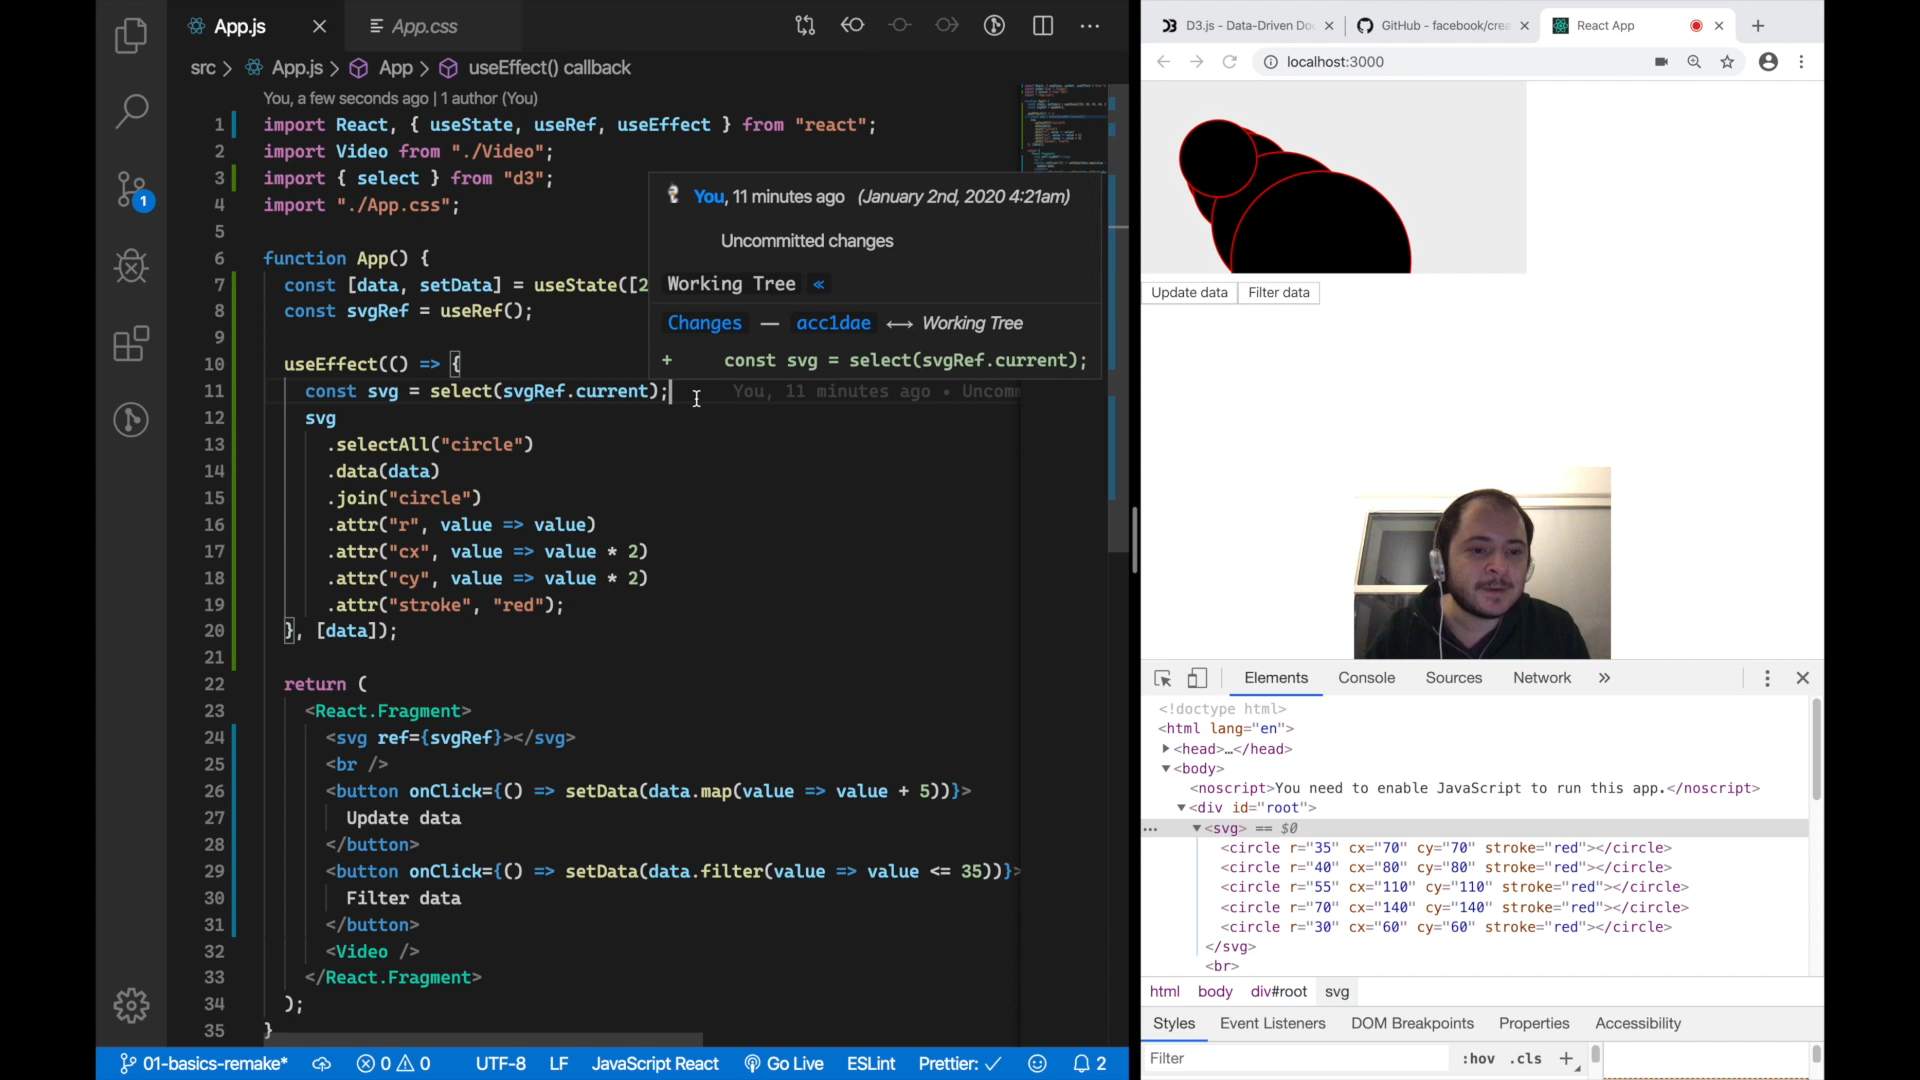 App.js
App.css
src > App.js > App > useEffect() callback
You, a few seconds ago | 1 author (You)
1 import React, { useState, useRef, useEffect } from "react";
2 import Video from "./Video";
3 import { select } from "d3";
4 import "./App.css";
5
6 function App() {
7 const [data, setData] = useState([2
8 const svgRef = useRef();
9
10 useEffect(() => {
11 const svg = select(svgRef.current); You, 11 minutes ago • Uncomm
12 svg
13 .selectAll("circle")
14 .data(data)
15 .join("circle")
16 .attr("r", value => value)
17 .attr("cx", value => value * 2)
18 .attr("cy", value => value * 2)
19 .attr("stroke", "red");
20 }, [data]);
21
22 return (
23 <React.Fragment>
24 <svg ref={svgRef}></svg>
25 <br />
26 <button onClick={() => setData(data.map(value => value + 5))}>
27 Update data
28 </button>
29 <button onClick={() => setData(data.filter(value => value <= 35))}>
30 Filter data
31 </button>
32 <Video />
33 </React.Fragment>
34 );
35 }
You, 11 minutes ago (January 2nd, 2020 4:21am)
Uncommitted changes
Working Tree «
Changes — acc1dae ⟷ Working Tree
+ const svg = select(svgRef.current);
1
01-basics-remake* 0 0 UTF-8 LF JavaScript React Go Live ESLint Prettier: ✓ 2
D3.js - Data-Driven Do
GitHub - facebook/crea
React App
localhost:3000
Update data
Filter data
Elements Console Sources Network »
<!doctype html>
<html lang="en">
<head>…</head>
<body>
<noscript>You need to enable JavaScript to run this app.</noscript>
<div id="root">
<svg> == $0
<circle r="35" cx="70" cy="70" stroke="red"></circle>
<circle r="40" cx="80" cy="80" stroke="red"></circle>
<circle r="55" cx="110" cy="110" stroke="red"></circle>
<circle r="70" cx="140" cy="140" stroke="red"></circle>
<circle r="30" cx="60" cy="60" stroke="red"></circle>
</svg>
<br>
html body div#root svg
Styles Event Listeners DOM Breakpoints Properties Accessibility
Filter :hov .cls +